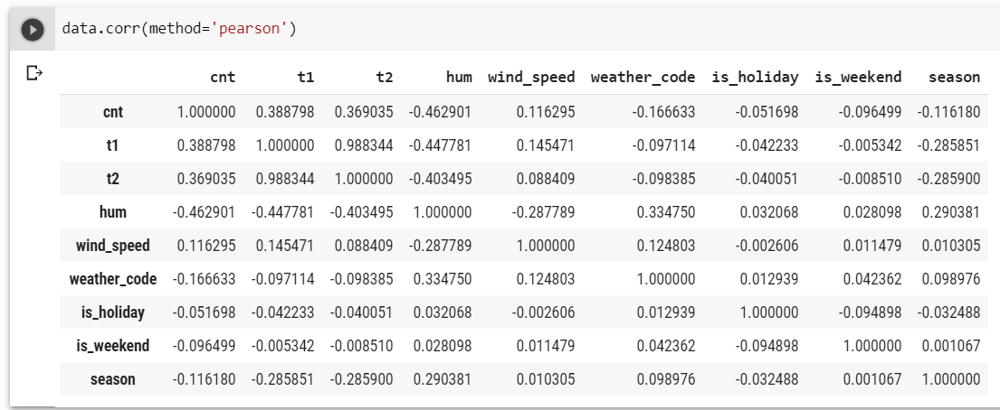 data.corr(method='pearson')
cnt t1 t2 hum wind_speed weather_code is_holiday is_weekend season
cnt 1.000000 0.388798 0.369035 -0.462901 0.116295 -0.166633 -0.051698 -0.096499 -0.116180
t1 0.388798 1.000000 0.988344 -0.447781 0.145471 -0.097114 -0.042233 -0.005342 -0.285851
t2 0.369035 0.988344 1.000000 -0.403495 0.088409 -0.098385 -0.040051 -0.008510 -0.285900
hum -0.462901 -0.447781 -0.403495 1.000000 -0.287789 0.334750 0.032068 0.028098 0.290381
wind_speed 0.116295 0.145471 0.088409 -0.287789 1.000000 0.124803 -0.002606 0.011479 0.010305
weather_code -0.166633 -0.097114 -0.098385 0.334750 0.124803 1.000000 0.012939 0.042362 0.098976
is_holiday -0.051698 -0.042233 -0.040051 0.032068 -0.002606 0.012939 1.000000 -0.094898 -0.032488
is_weekend -0.096499 -0.005342 -0.008510 0.028098 0.011479 0.042362 -0.094898 1.000000 0.001067
season -0.116180 -0.285851 -0.285900 0.290381 0.010305 0.098976 -0.032488 0.001067 1.000000